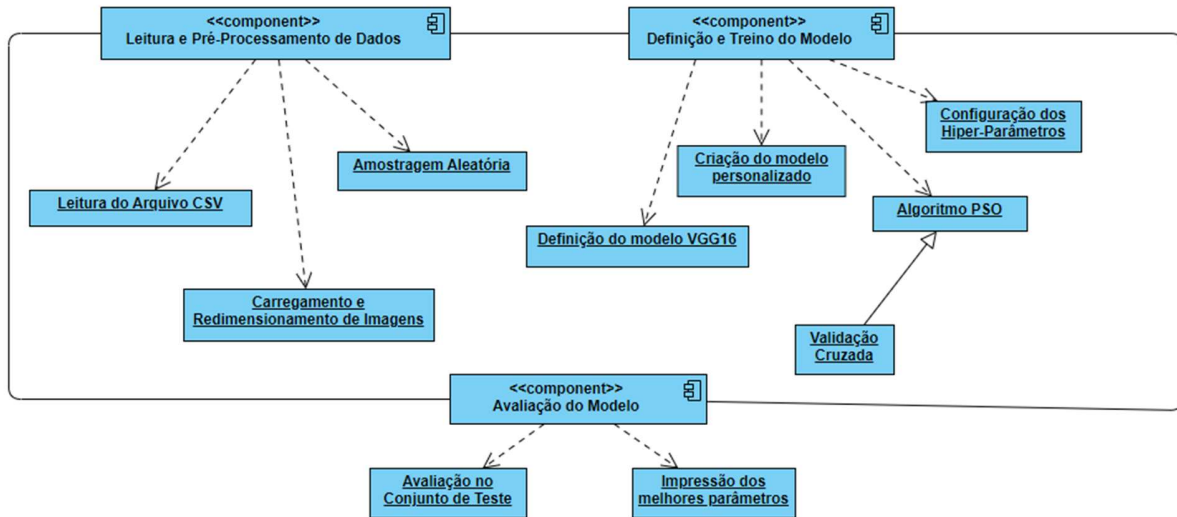 <<component>>
Leitura e Pré-Processamento de Dados
<<component>>
Definição e Treino do Modelo
Configuração dos
Hiper-Parâmetros
Amostragem Aleatória
Criação do modelo
personalizado
Leitura do Arquivo CSV
Algoritmo PSO
Definição do modelo VGG16
Carregamento e
Redimensionamento de Imagens
Validação
Cruzada
<<component>>
Avaliação do Modelo
Avaliação no
Conjunto de Teste
Impressão dos
melhores parâmetros